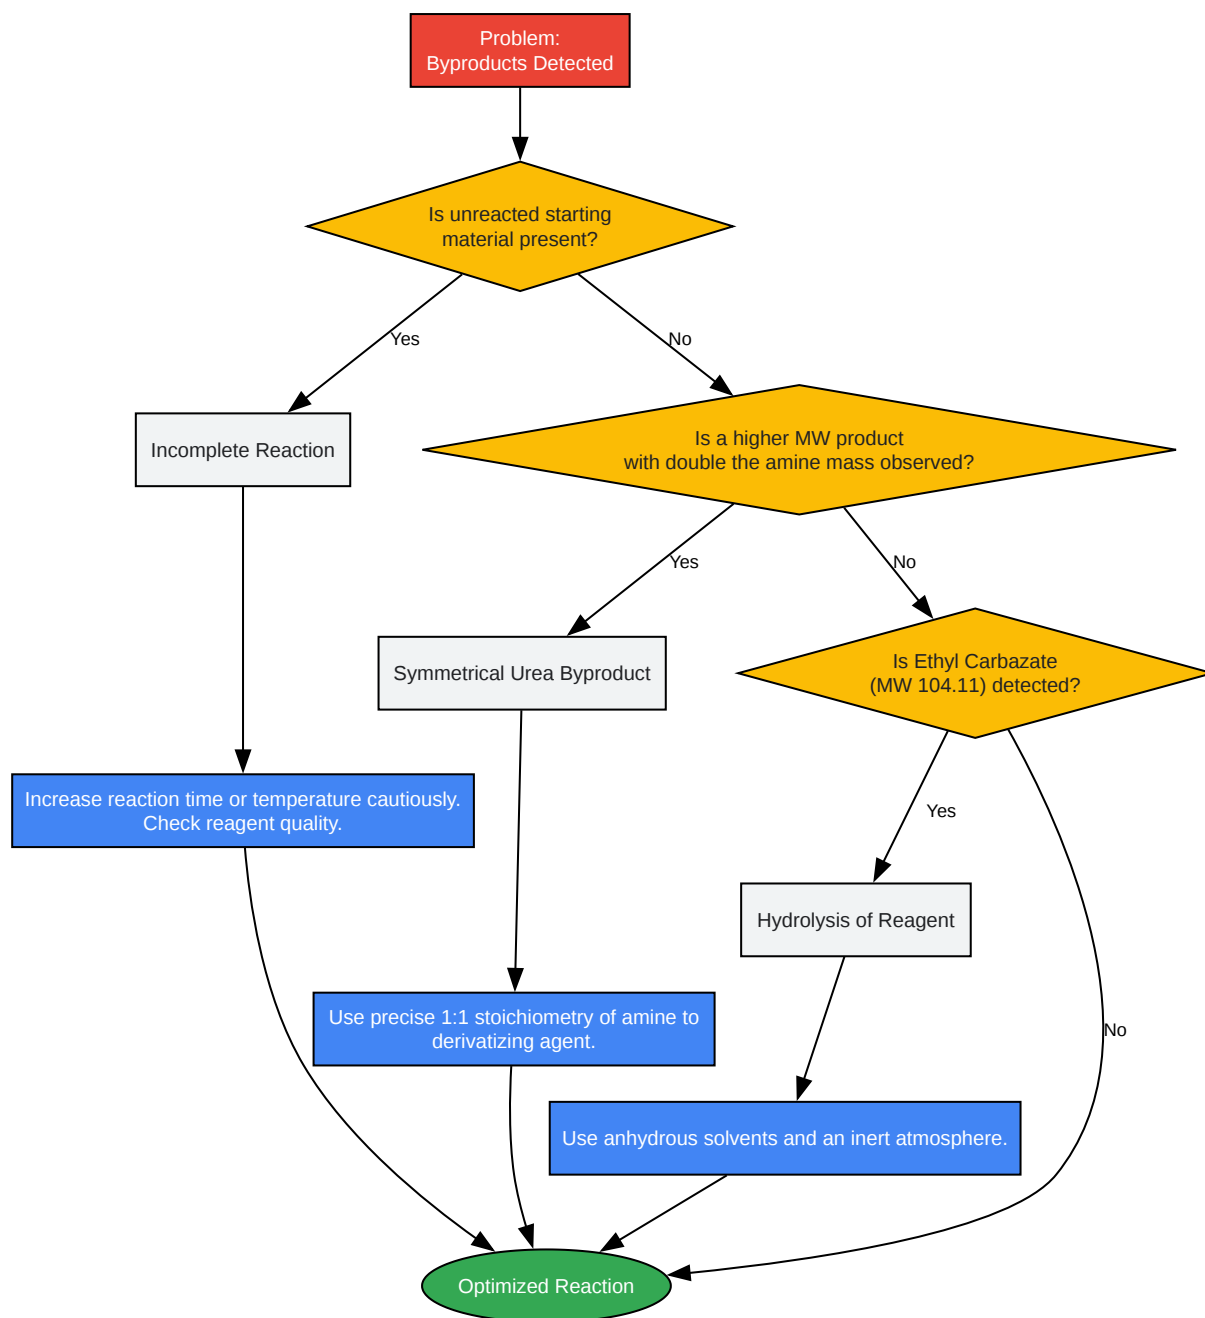 Problem:
Byproducts Detected
Is unreacted starting
material present?
Yes
No
Incomplete Reaction
Is a higher MW product
with double the amine mass observed?
Yes
No
Symmetrical Urea Byproduct
Is Ethyl Carbazate
(MW 104.11) detected?
Increase reaction time or temperature cautiously.
Check reagent quality.
Yes
Hydrolysis of Reagent
Use precise 1:1 stoichiometry of amine to
derivatizing agent.
No
Use anhydrous solvents and an inert atmosphere.
Optimized Reaction